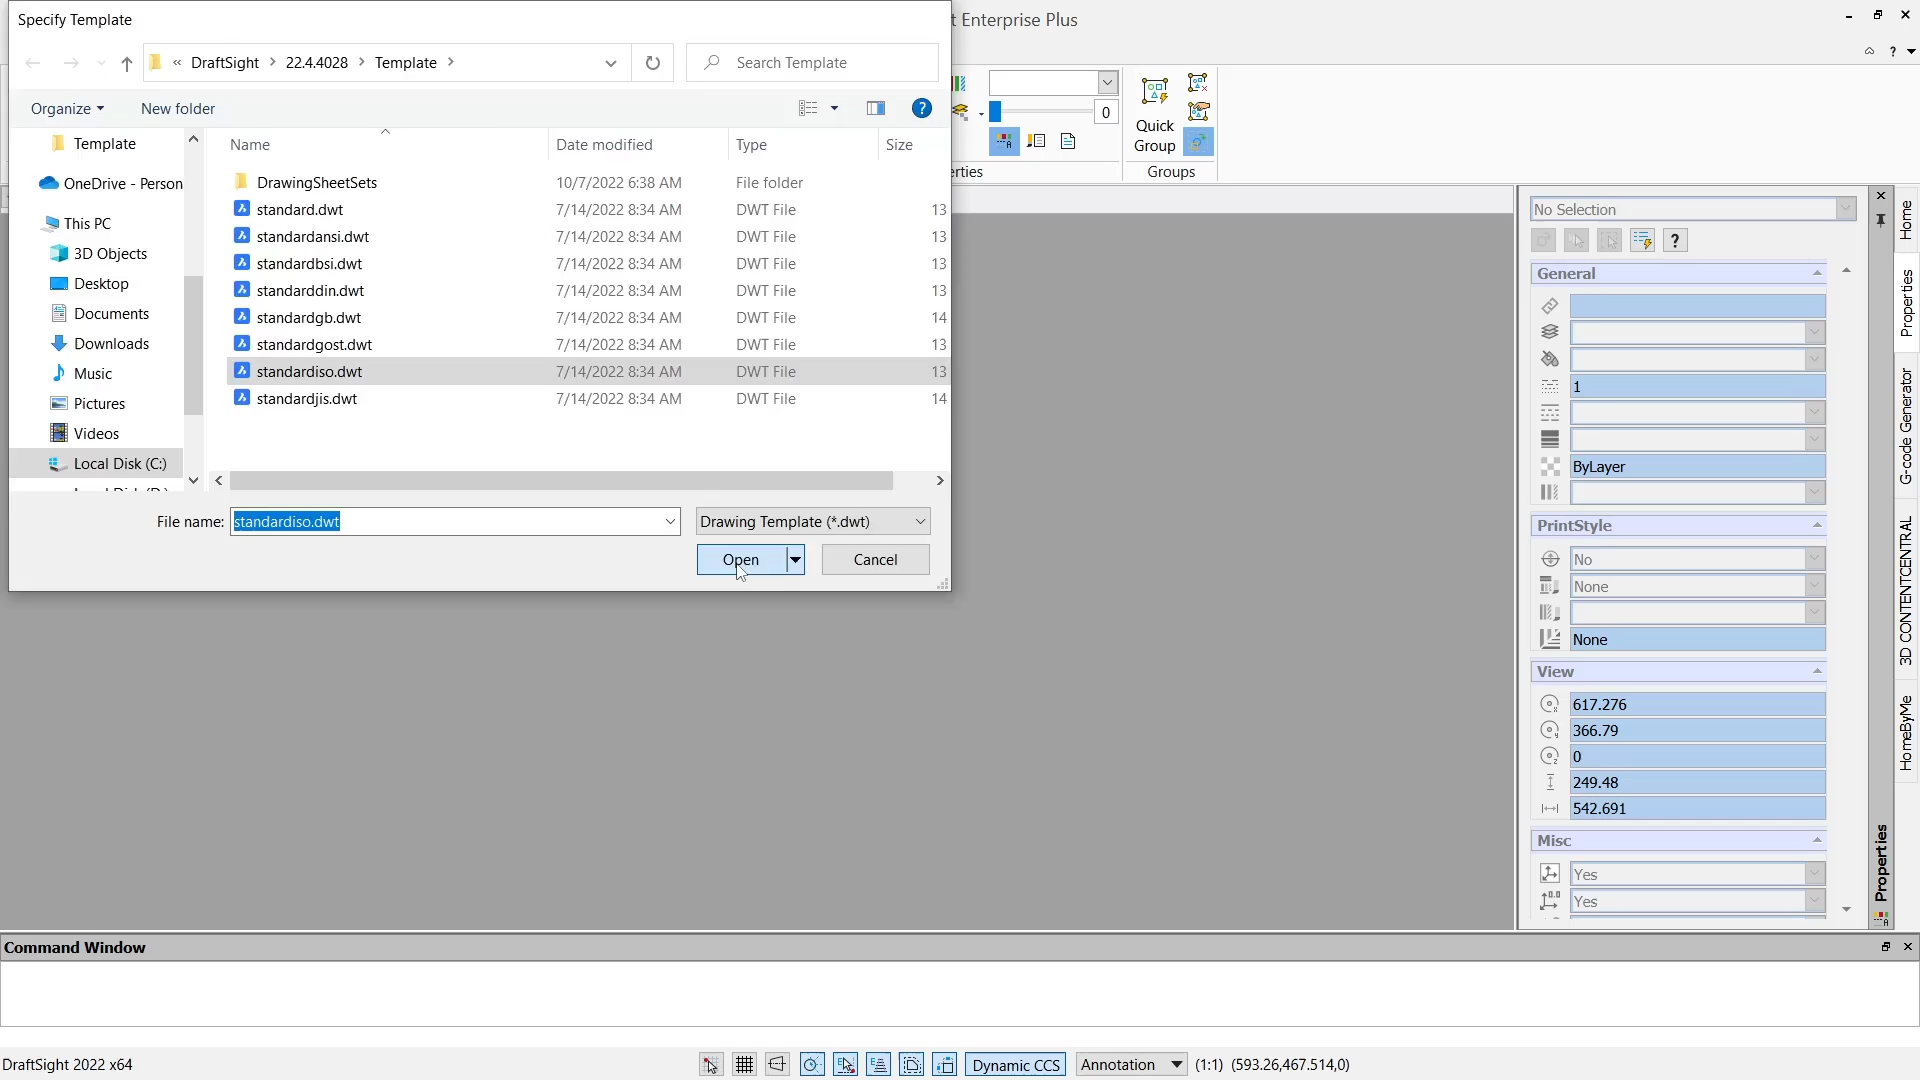 Specify Template
t Enterprise Plus
« DraftSight > 22.4.4028 > Template >
Search Template
Organize
New folder
Template
OneDrive - Person
This PC
3D Objects
Desktop
Documents
Downloads
Music
Pictures
Videos
Local Disk (C:)
Name Date modified Type Size
DrawingSheetSets 10/7/2022 6:38 AM File folder
standard.dwt 7/14/2022 8:34 AM DWT File 13
standardansi.dwt 7/14/2022 8:34 AM DWT File 13
standardbsi.dwt 7/14/2022 8:34 AM DWT File 13
standarddin.dwt 7/14/2022 8:34 AM DWT File 13
standardgb.dwt 7/14/2022 8:34 AM DWT File 14
standardgost.dwt 7/14/2022 8:34 AM DWT File 13
standardiso.dwt 7/14/2022 8:34 AM DWT File 13
standardjis.dwt 7/14/2022 8:34 AM DWT File 14
File name: standardiso.dwt
Drawing Template (*.dwt)
Open
Cancel
0
erties
Quick
Group
Groups
No Selection
General
1
ByLayer
PrintStyle
No
None
None
View
617.276
366.79
0
249.48
542.691
Misc
Yes
Yes
Properties
Home
Properties
G-code Generator
3D CONTENTCENTRAL
HomeByMe
Command Window
DraftSight 2022 x64
Dynamic CCS
Annotation
(1:1) (593.26,467.514,0)